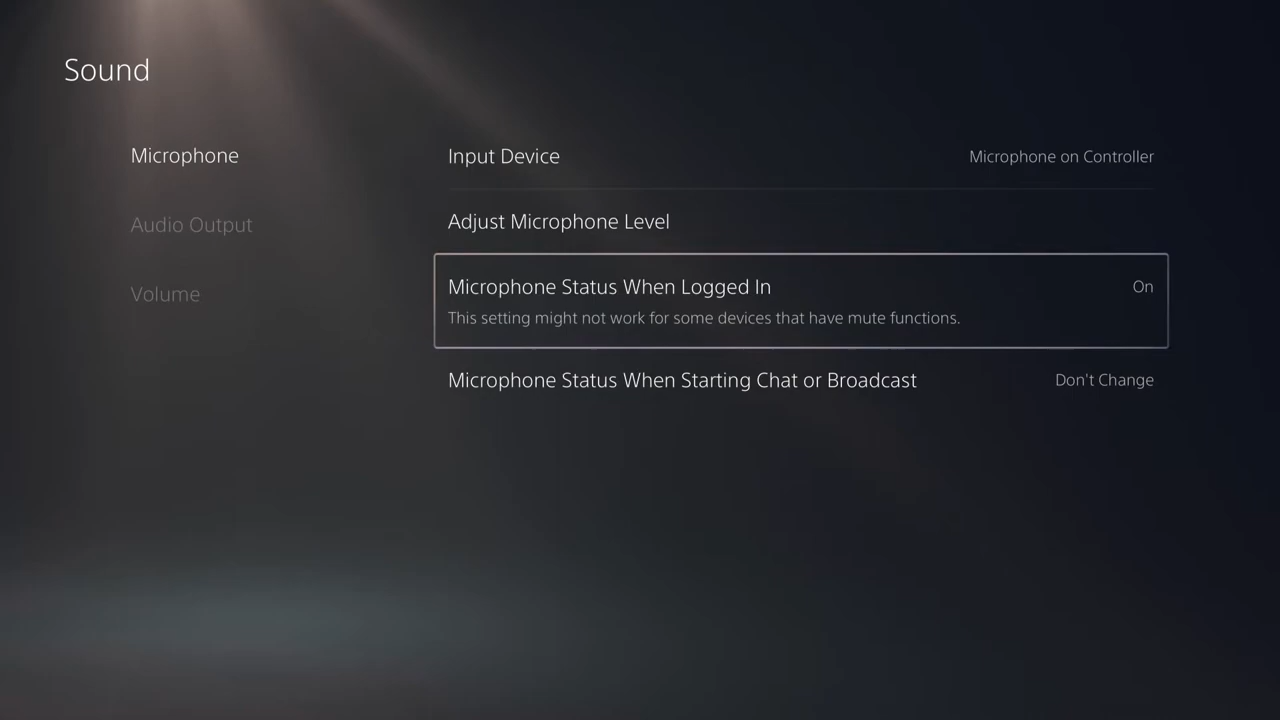 Sound
Microphone
Audio Output
Volume
Input Device
Microphone on Controller
Adjust Microphone Level
Microphone Status When Logged In
On
This setting might not work for some devices that have mute functions.
Microphone Status When Starting Chat or Broadcast
Don't Change